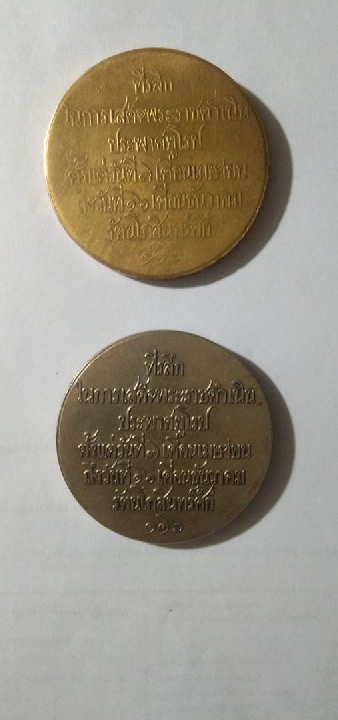 ที่รฦก
ในการเสด็จพระราชดำเนิน
ประพาศยุโรป
ตั้งแต่วันที่ ๖ เดือนเมษายน
วันที่ ๑๖ เดือนธันวาคม
รัตนโกสินทร์ศก
ที่รฦก
ในการเสด็จพระราชดำเนิน
ประพาศยุโรป
ตั้งแต่วันที่ ๖ เดือนเมษายน
ถึงวันที่ ๑๖ เดือนธันวาคม
รัตนโกสินทร์ศก
๑๑๖